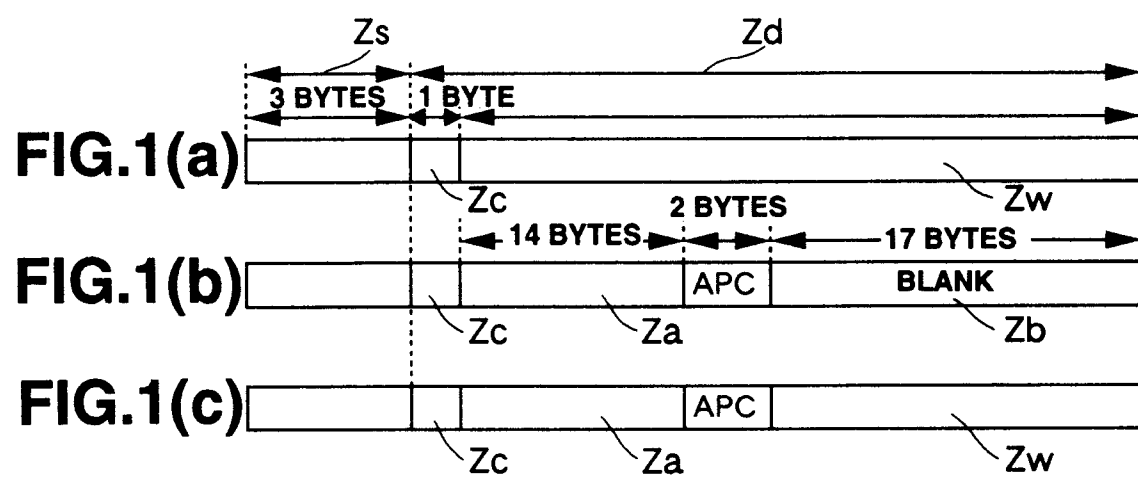 Zs Zd
3 BYTES 1 BYTE
FIG.1(a)
Zc Zw
2 BYTES
14 BYTES 17 BYTES
FIG.1(b) APC BLANK
Zc Za Zb
FIG.1(c) APC
Zc Za Zw